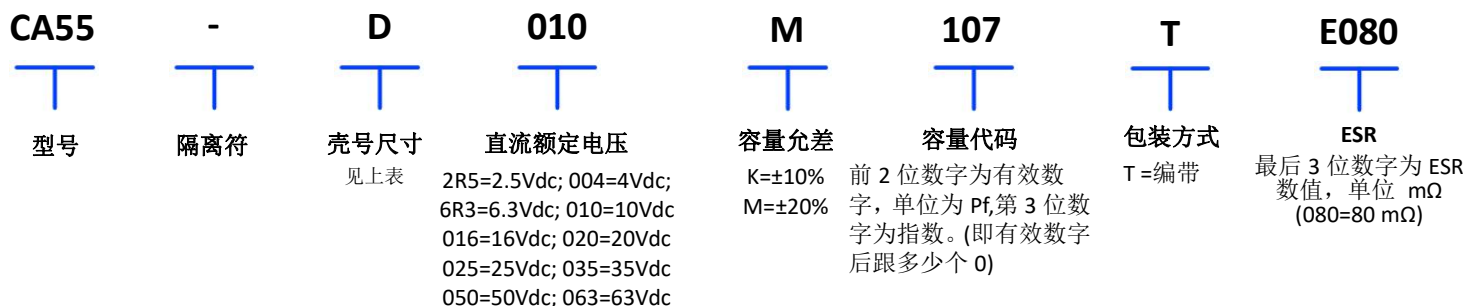 CA55 - D 010 M 107 T E080
型号 隔离符 壳号尺寸 直流额定电压 容量允差 容量代码 包装方式 ESR
见上表
2R5=2.5Vdc; 004=4Vdc;
6R3=6.3Vdc; 010=10Vdc
016=16Vdc; 020=20Vdc
025=25Vdc; 035=35Vdc
050=50Vdc; 063=63Vdc
K=±10%
M=±20%
前 2 位数字为有效数
字，单位为 Pf,第 3 位数
字为指数。(即有效数字
后跟多少个 0)
T =编带
最后 3 位数字为 ESR
数值，单位 mΩ
(080=80 mΩ)